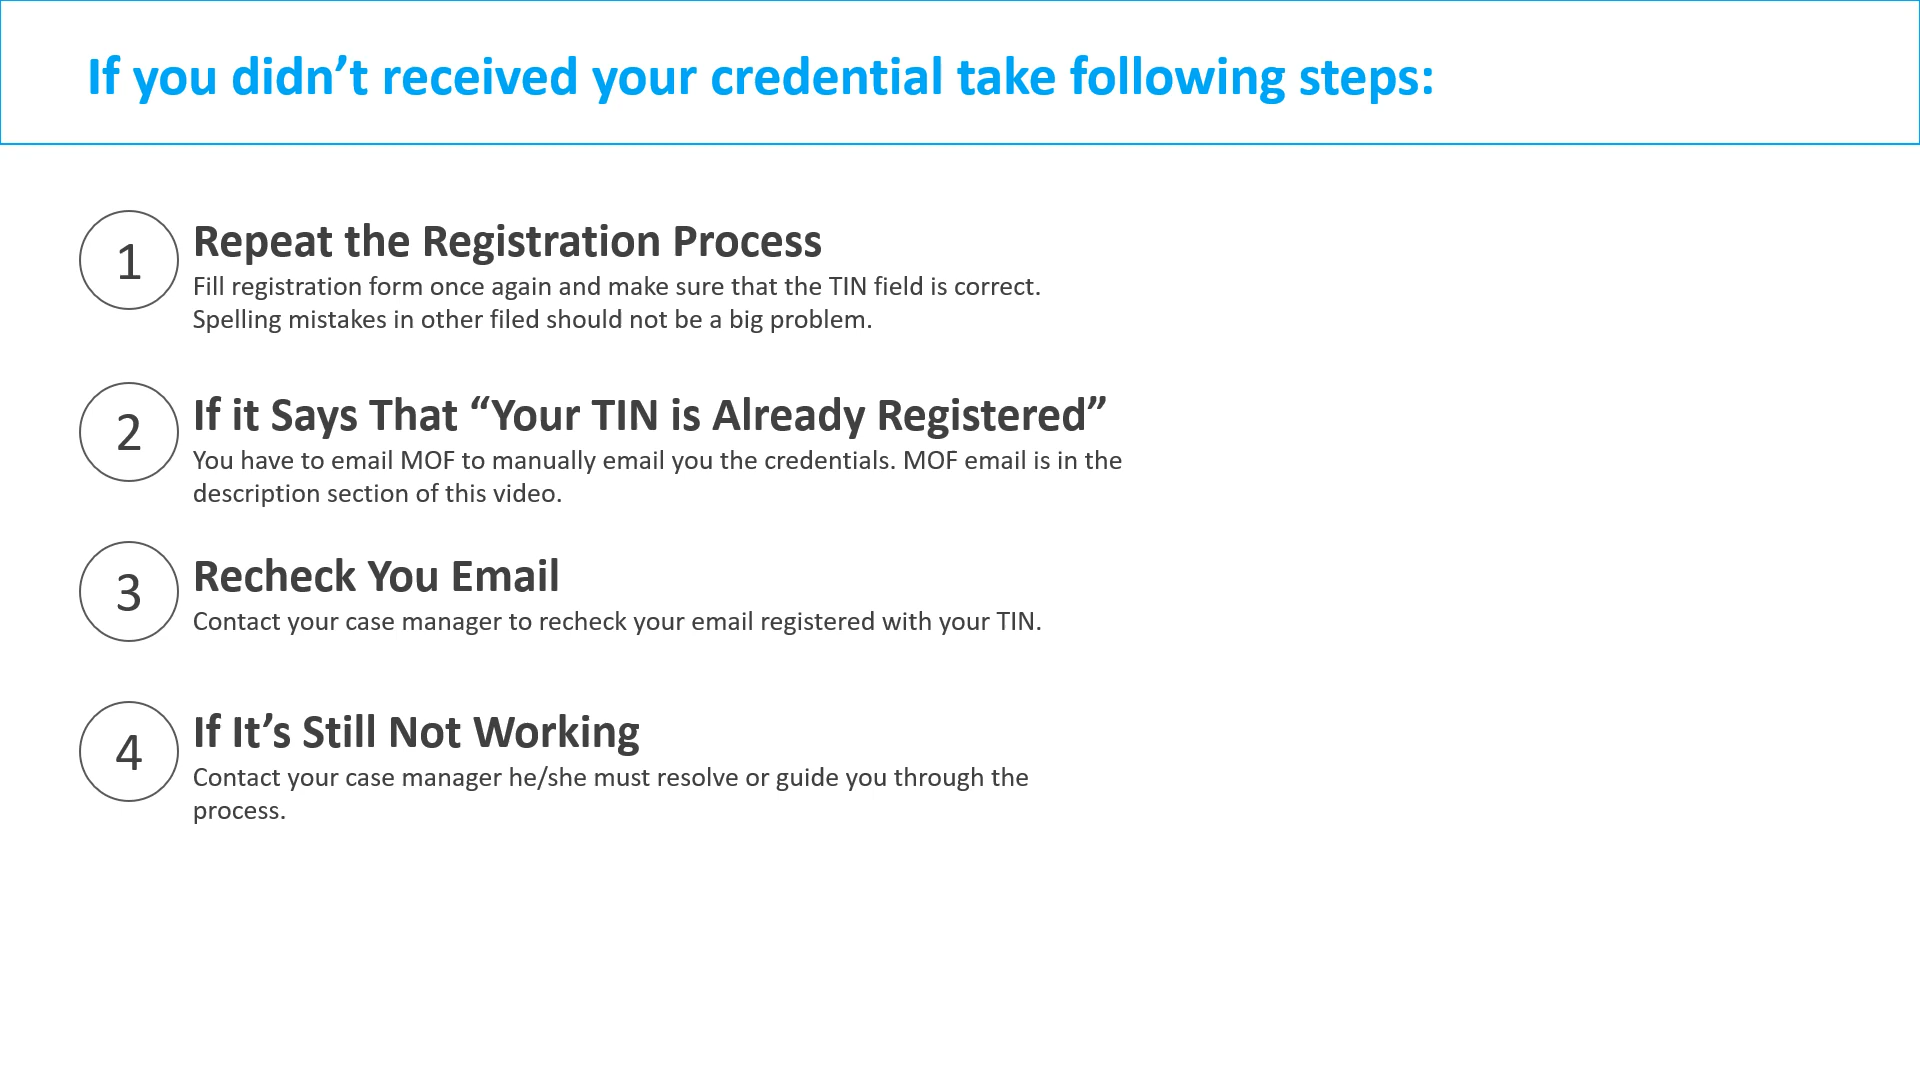 If you didn’t received your credential take following steps:
1
Repeat the Registration Process
Fill registration form once again and make sure that the TIN field is correct.
Spelling mistakes in other filed should not be a big problem.
2
If it Says That “Your TIN is Already Registered”
You have to email MOF to manually email you the credentials. MOF email is in the
description section of this video.
3
Recheck You Email
Contact your case manager to recheck your email registered with your TIN.
4
If It’s Still Not Working
Contact your case manager he/she must resolve or guide you through the
process.